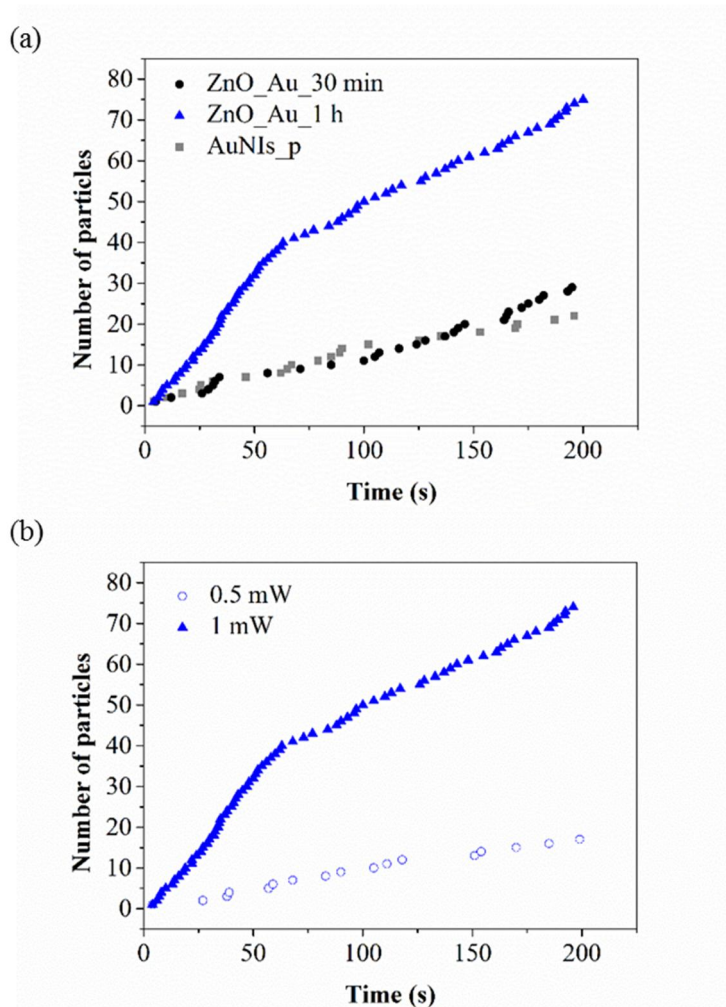 (a)
80
70
60
50
40
30
20
10
0
ZnO_Au_30 min
ZnO_Au_1 h
AuNIs_p
Number of particles
0 50 100 150 200
Time (s)
(b)
80
70
60
50
40
30
20
10
0
0.5 mW
1 mW
Number of particles
0 50 100 150 200
Time (s)